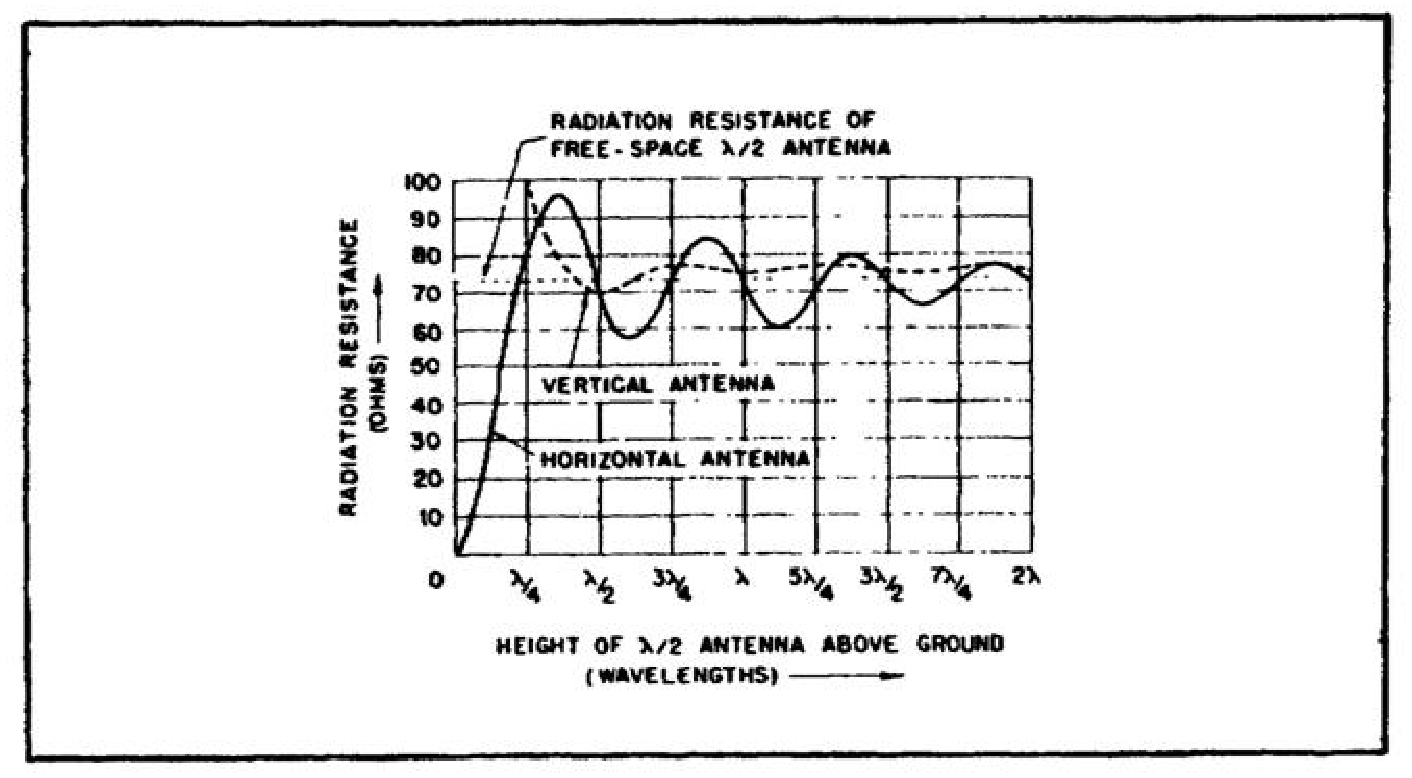 RADIATION RESISTANCE OF
FREE-SPACE λ/2 ANTENNA
100
90
80
70
60
50
40
30
20
10
0
RADIATION RESISTANCE
(OHMS)
VERTICAL ANTENNA
HORIZONTAL ANTENNA
λ/4
λ/2
3λ/4
λ
5λ/4
3λ/2
7λ/4
2λ
HEIGHT OF λ/2 ANTENNA ABOVE GROUND
(WAVELENGTHS)